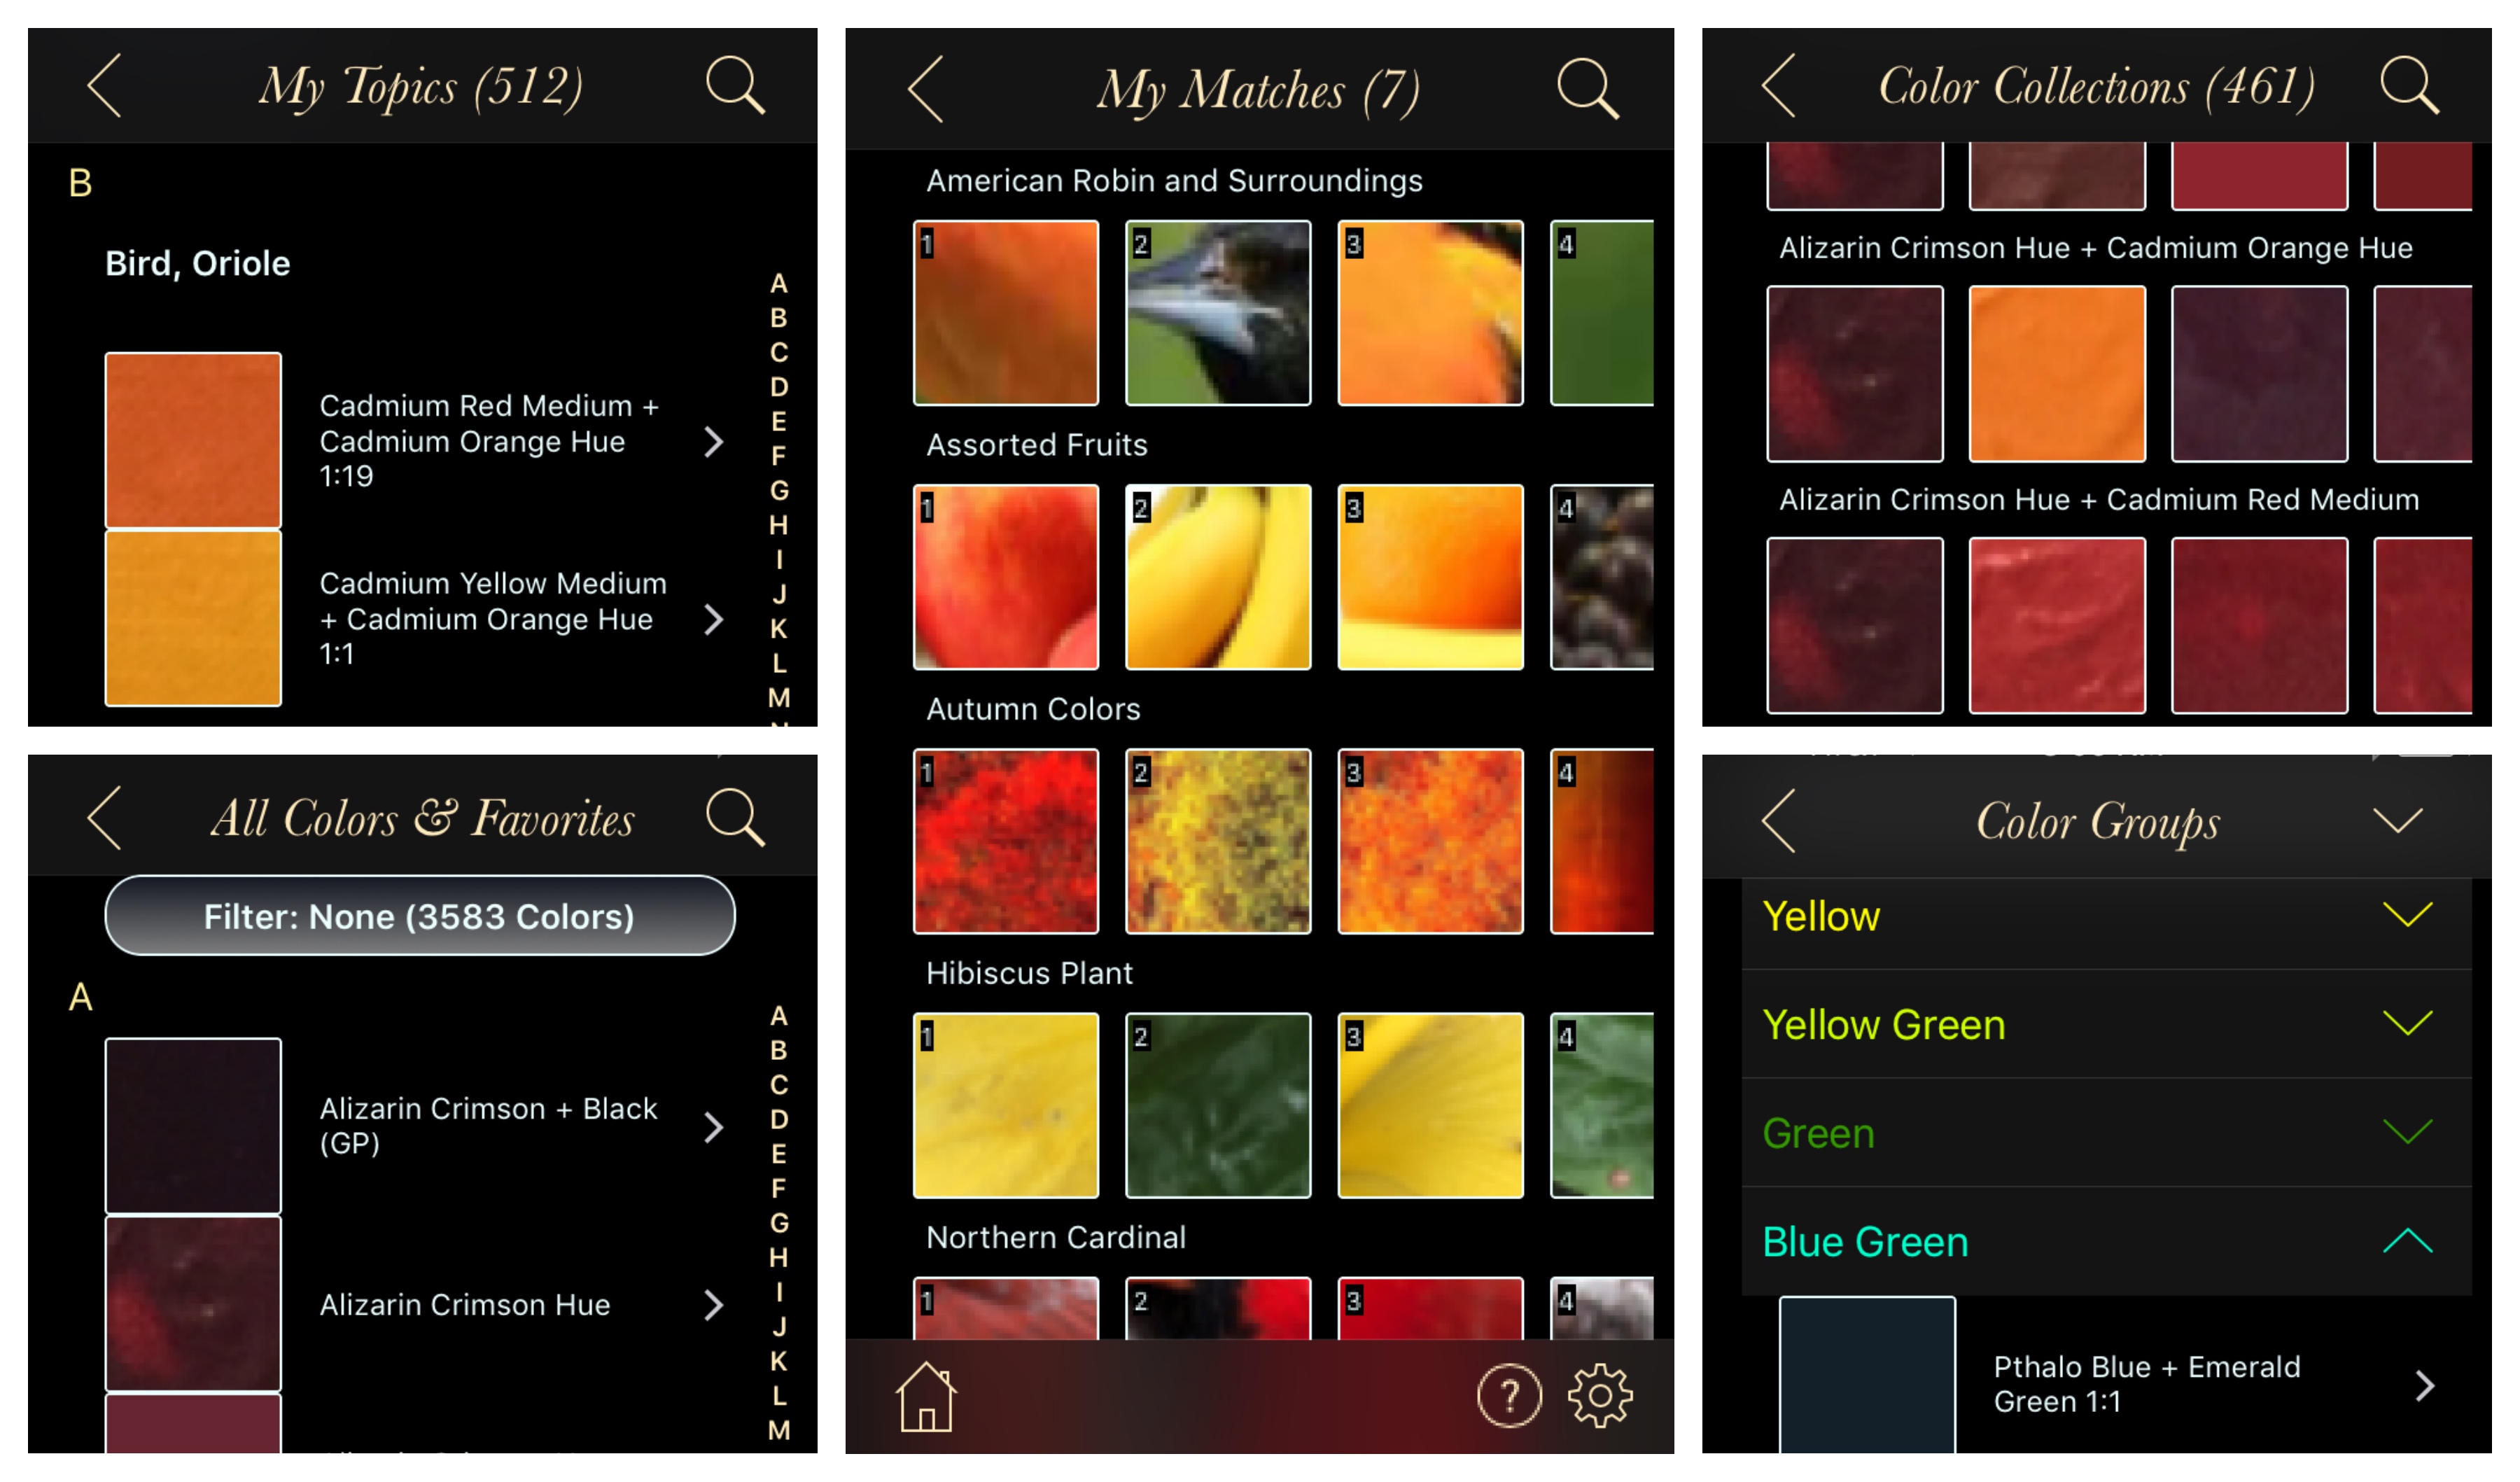 My Topics (512)
B
Bird, Oriole
Cadmium Red Medium +
Cadmium Orange Hue
1:19
Cadmium Yellow Medium
+ Cadmium Orange Hue
1:1
A
B
C
D
E
F
G
H
I
J
K
L
M
All Colors & Favorites
Filter: None (3583 Colors)
A
Alizarin Crimson + Black
(GP)
Alizarin Crimson Hue
A
B
C
D
E
F
G
H
I
J
K
L
M
My Matches (7)
American Robin and Surroundings
1 2 3 4
Assorted Fruits
1 2 3 4
Autumn Colors
1 2 3 4
Hibiscus Plant
1 2 3 4
Northern Cardinal
1 2 3 4
?
Color Collections (461)
Alizarin Crimson Hue + Cadmium Orange Hue
Alizarin Crimson Hue + Cadmium Red Medium
Color Groups
Yellow
Yellow Green
Green
Blue Green
Pthalo Blue + Emerald
Green 1:1